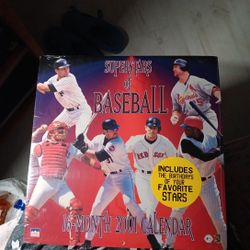 SUPERSTARS
of
BASEBALL
INCLUDES
THE BIRTHDAYS
OF YOUR
FAVORITE
STARS
16 MONTH 2001 CALENDAR